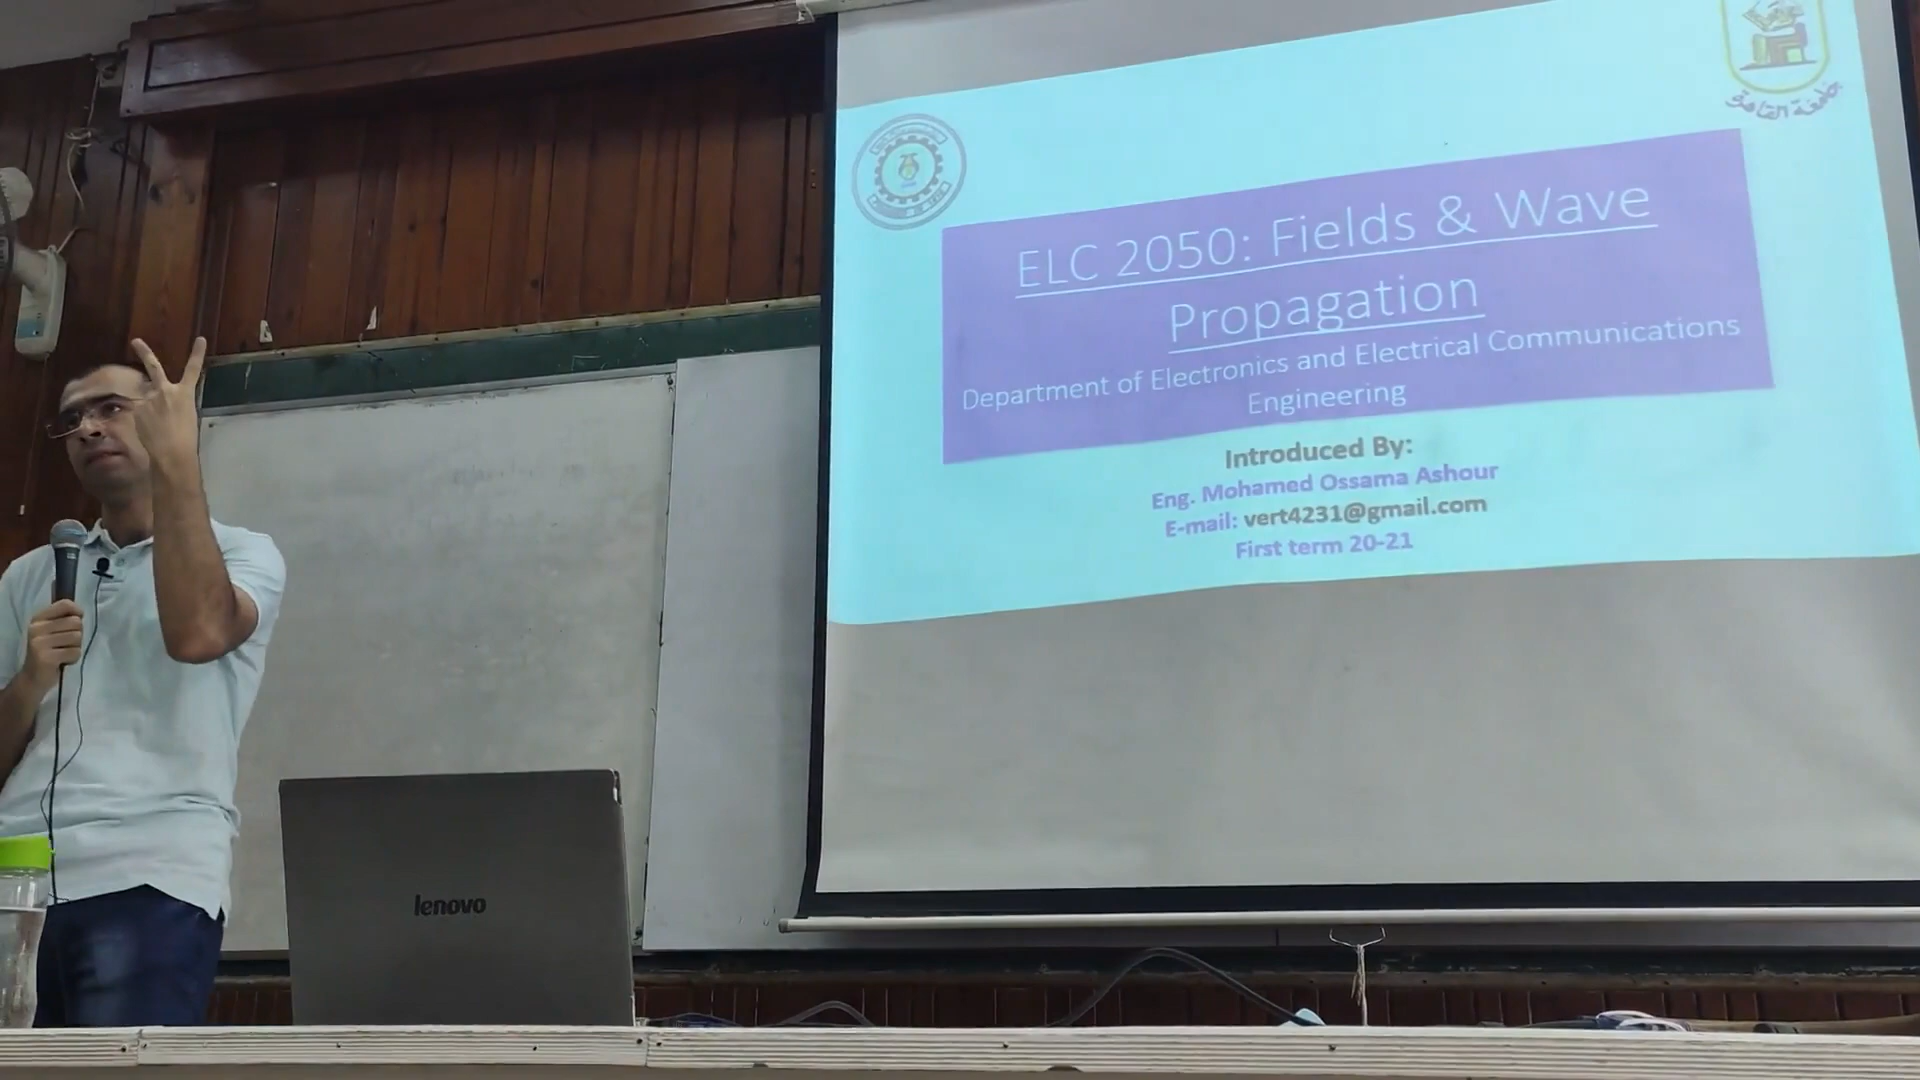 جامعة القاهرة
ELC 2050: Fields & Wave
Propagation
Department of Electronics and Electrical Communications
Engineering
Introduced By:
Eng. Mohamed Ossama Ashour
E-mail: vert4231@gmail.com
First term 20-21
lenovo